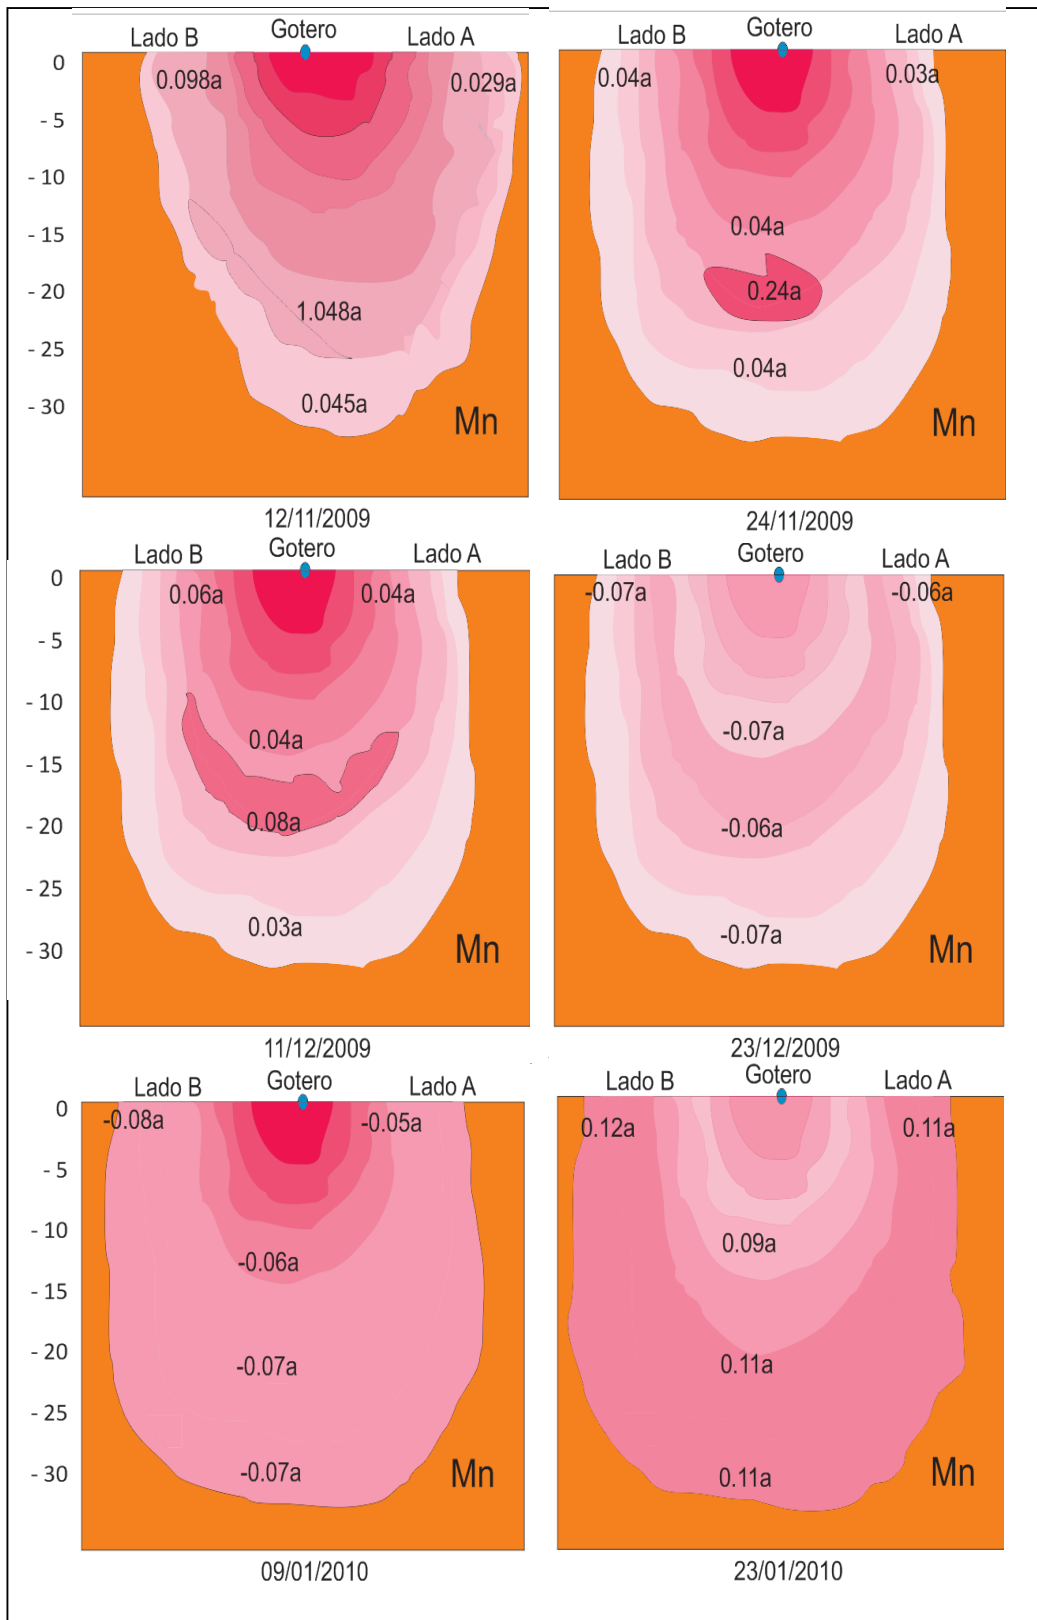 Mn
Lado B Gotero Lado A Lado B Gotero Lado A
0 0.098a 0.029a 0.04a 0.03a
- 5
- 10
- 15 0.04a
- 20 1.048a 0.24a
- 25 0.04a
- 30 0.045a Mn Mn
12/11/2009 24/11/2009
Lado B Gotero Lado A Lado B Gotero Lado A
0 0.06a 0.04a -0.07a -0.06a
- 5
- 10
0.04a -0.07a
- 15
- 20 0.08a -0.06a
- 25
0.03a -0.07a
- 30 Mn Mn
11/12/2009 23/12/2009
Lado B Gotero Lado A Lado B Gotero Lado A
0 -0.08a -0.05a 0.12a 0.11a
- 5
- 10
-0.06a 0.09a
- 15
- 20 -0.07a 0.11a
- 25
- 30 -0.07a Mn 0.11a Mn
09/01/2010 23/01/2010